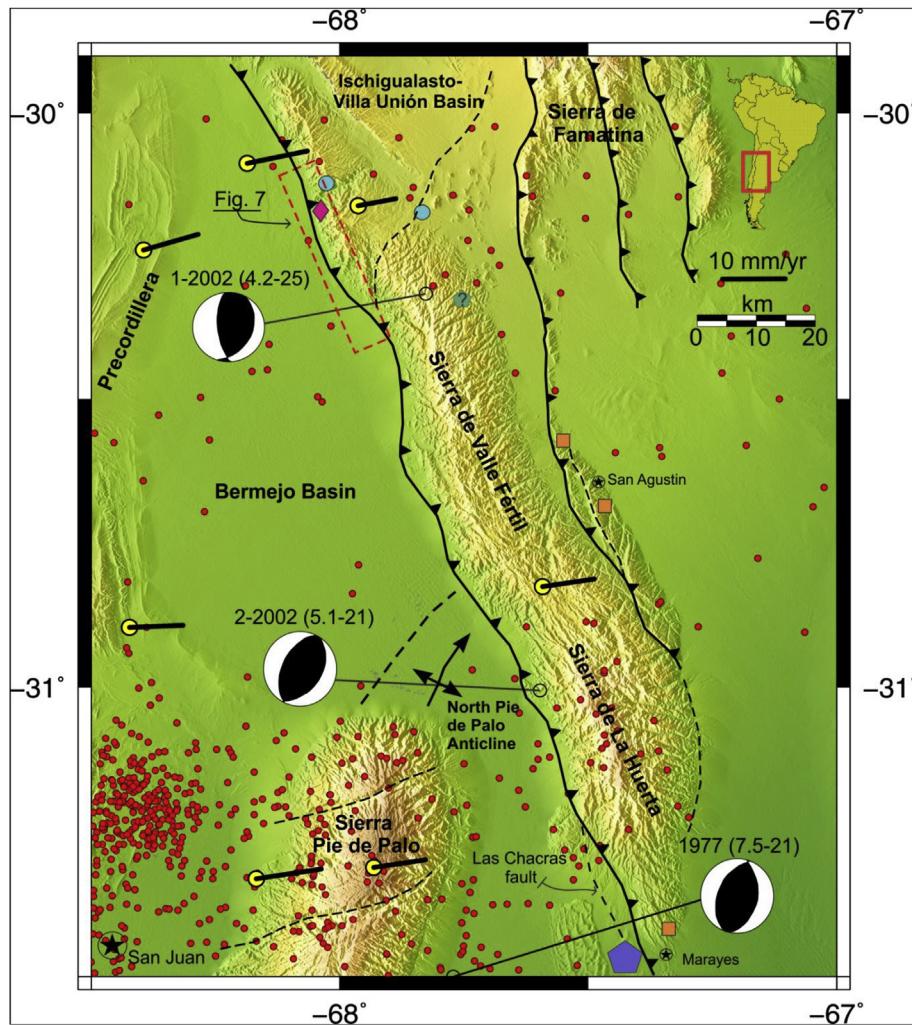 −68˚
−67˚
−30˚
−30˚
Ischigualasto-
Villa Unión Basin
Sierra de
Famatina
Fig. 7
10 mm/yr
km
0 10 20
1-2002 (4.2-25)
Precordillera
?
Sierra de Valle Fértil
San Agustin
Bermejo Basin
2-2002 (5.1-21)
−31˚
−31˚
North Pie
de Palo
Anticline
Sierra de La Huerta
Sierra
Pie de Palo
Las Chacras
fault
1977 (7.5-21)
San Juan
Marayes
−68˚
−67˚